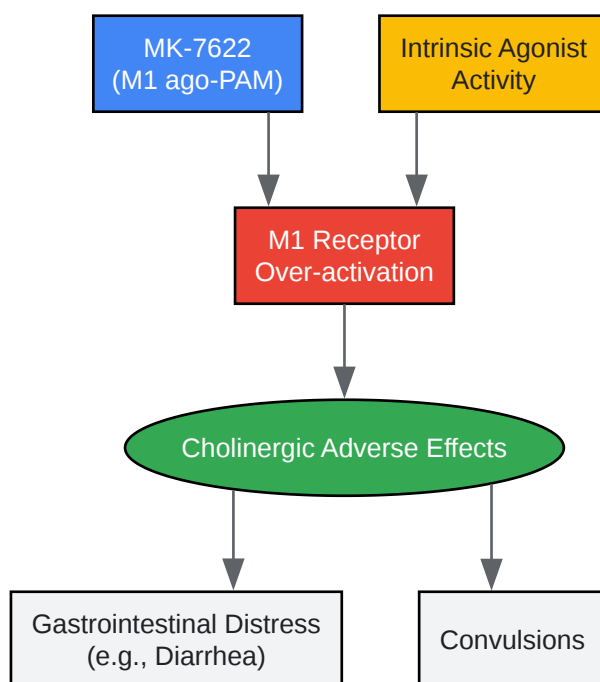 MK-7622
(M1 ago-PAM)
Intrinsic Agonist
Activity
M1 Receptor
Over-activation
Cholinergic Adverse Effects
Gastrointestinal Distress
(e.g., Diarrhea)
Convulsions